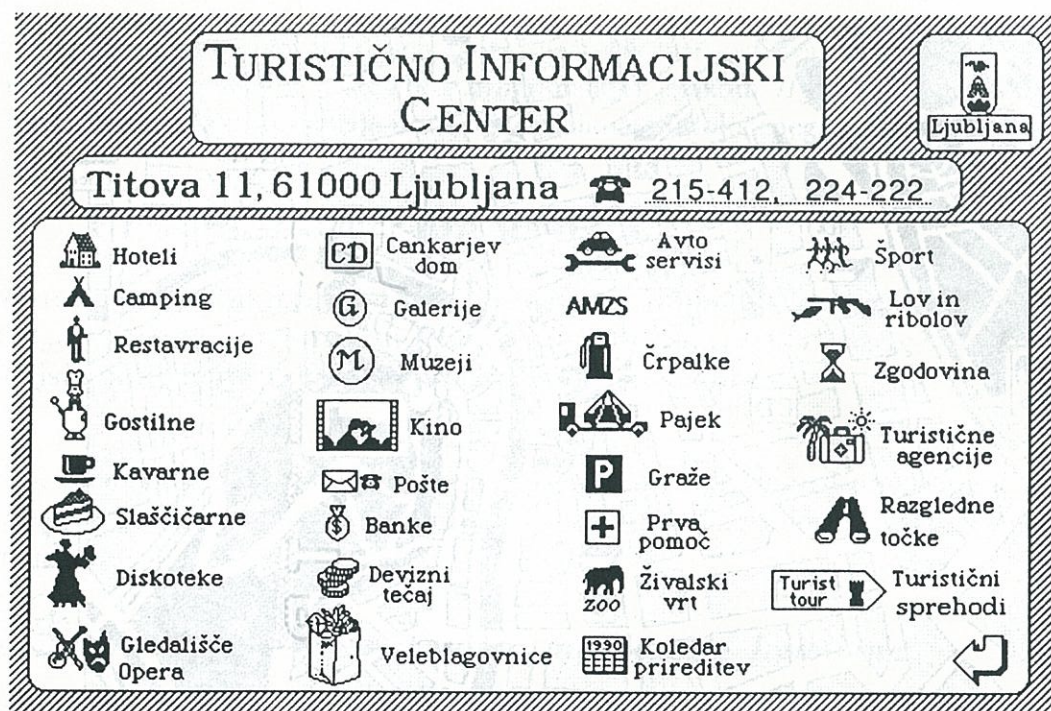 TURISTIČNO INFORMACIJSKI
CENTER
Ljubljana
Titova 11, 61000 Ljubljana 215-412, 224-222
Hoteli
Camping
Restavracije
Gostilne
Kavarne
Slaščičarne
Diskoteke
Gledališče
Opera
CD
Cankarjev
dom
G
Galerije
M
Muzeji
Kino
Pošte
$
Banke
Devizni
tečaj
Veleblagovnice
Avto
servisi
AMZS
Črpalke
Pajek
P
Graže
Prva
pomoč
ZOO
Živalski
vrt
1990
Koledar
prireditev
Šport
Lov in
ribolov
Zgodovina
Turistične
agencije
Razgledne
točke
Turist
tour
Turistični
sprehodi